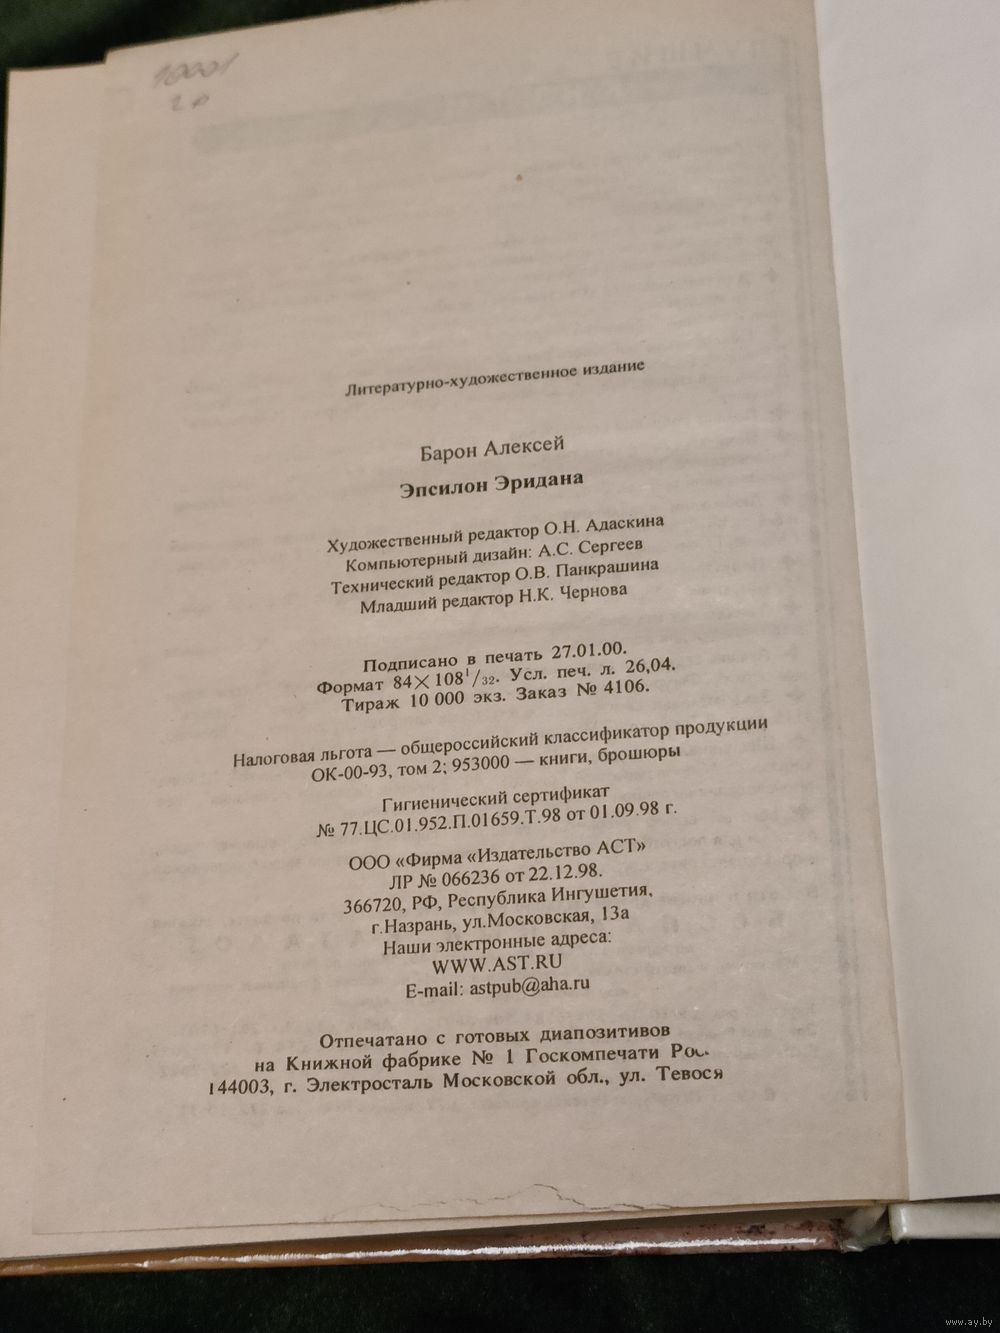 10001
Литературно-художественное издание
Барон Алексей
Эпсилон Эридана
Художественный редактор О.Н. Адаскина
Компьютерный дизайн: А.С. Сергеев
Технический редактор О.В. Панкрашина
Младший редактор Н.К. Чернова
Подписано в печать 27.01.00.
Формат 84×108¹/₃₂. Усл. печ. л. 26,04.
Тираж 10 000 экз. Заказ № 4106.
Налоговая льгота — общероссийский классификатор продукции
ОК-00-93, том 2; 953000 — книги, брошюры
Гигиенический сертификат
№ 77.ЦС.01.952.П.01659.Т.98 от 01.09.98 г.
ООО «Фирма «Издательство АСТ»
ЛР № 066236 от 22.12.98.
366720, РФ, Республика Ингушетия,
г.Назрань, ул.Московская, 13а
Наши электронные адреса:
WWW.AST.RU
E-mail: astpub@aha.ru
Отпечатано с готовых диапозитивов
на Книжной фабрике № 1 Госкомпечати Рос
144003, г. Электросталь Московской обл., ул. Тевося
www.ay.by